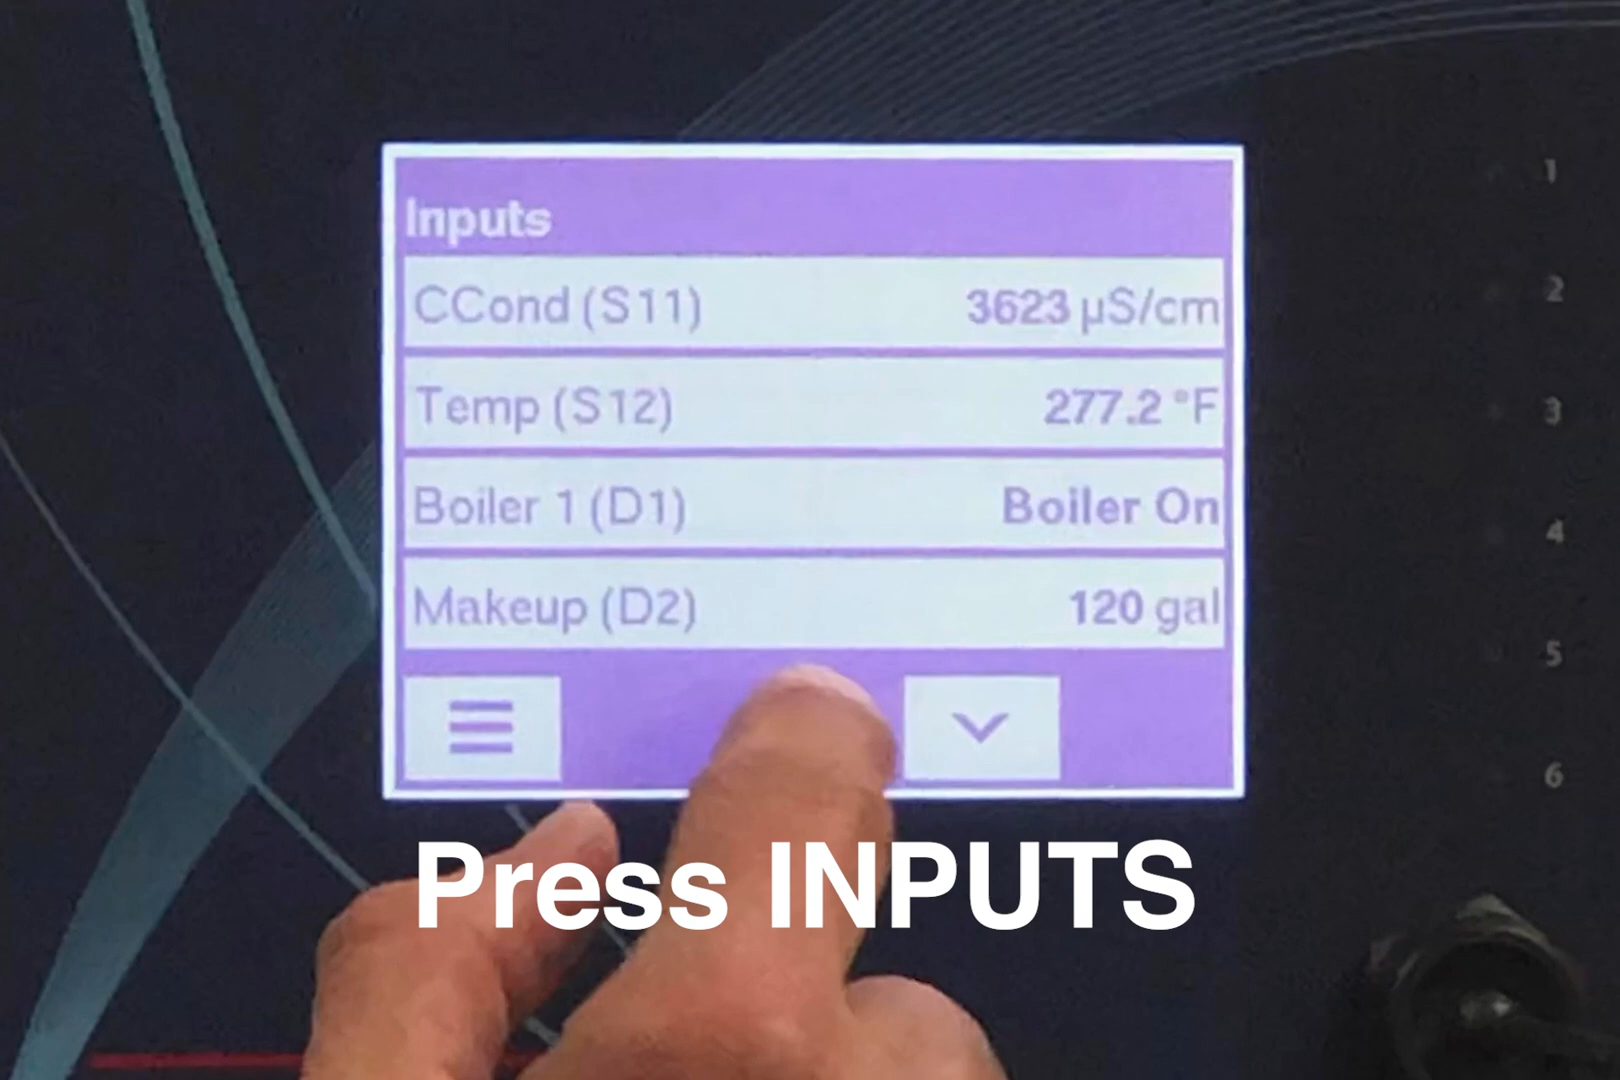 Inputs
CCond (S11) 3623 µS/cm
Temp (S12) 277.2 °F
Boiler 1 (D1) Boiler On
Makeup (D2) 120 gal
Press INPUTS
1
2
3
4
5
6